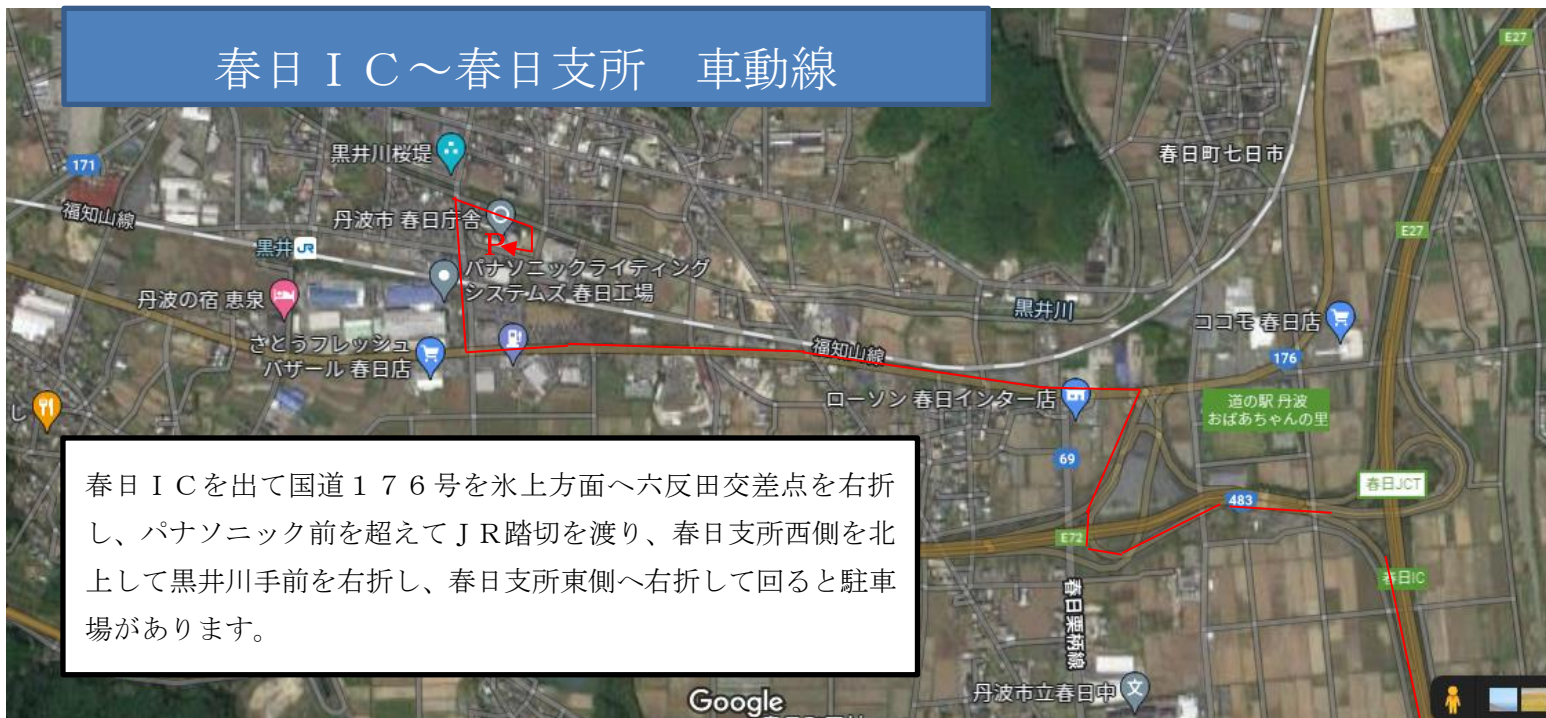 春日ＩＣ～春日支所　車動線
E27
171
黒井川桜堤
春日町七日市
福知山線
丹波市 春日庁舎
E27
黒井 JR
P
パナソニックライティング
システムズ 春日工場
丹波の宿 恵泉
黒井川
ココモ 春日店
さとうフレッシュ
バザール 春日店
福知山線
176
ローソン 春日インター店
道の駅 丹波
おばあちゃんの里
し
69
春日JCT
483
E72
春日IC
春日栗柄線
春日ＩＣを出て国道１７６号を氷上方面へ六反田交差点を右折
し、パナソニック前を超えてＪＲ踏切を渡り、春日支所西側を北
上して黒井川手前を右折し、春日支所東側へ右折して回ると駐車
場があります。
丹波市立春日中
文
Google